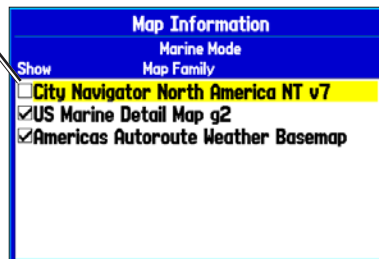 Map Information
Marine Mode
Show Map Family
City Navigator North America NT v7
US Marine Detail Map g2
Americas Autoroute Weather Basemap